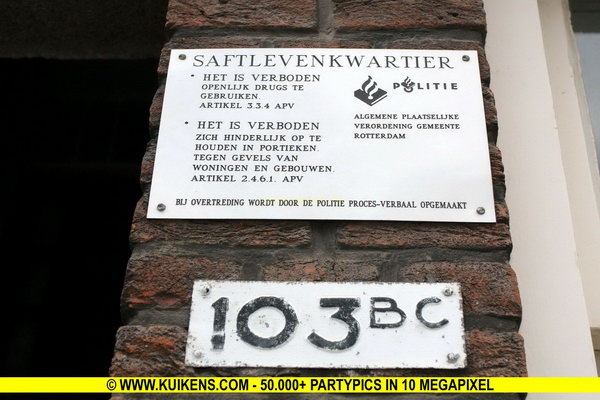 SAFTLEVENKWARTIER
• HET IS VERBODEN
OPENLIJK DRUGS TE
GEBRUIKEN.
ARTIKEL 3.3.4 APV
• HET IS VERBODEN
ZICH HINDERLIJK OP TE
HOUDEN IN PORTIEKEN.
TEGEN GEVELS VAN
WONINGEN EN GEBOUWEN.
ARTIKEL 2.4.6.1. APV
POLITIE
ALGEMENE PLAATSELIJKE
VERORDENING GEMEENTE
ROTTERDAM
BIJ OVERTREDING WORDT DOOR DE POLITIE PROCES-VERBAAL OPGEMAAKT
103BC
© WWW.KUIKENS.COM - 50.000+ PARTYPICS IN 10 MEGAPIXEL